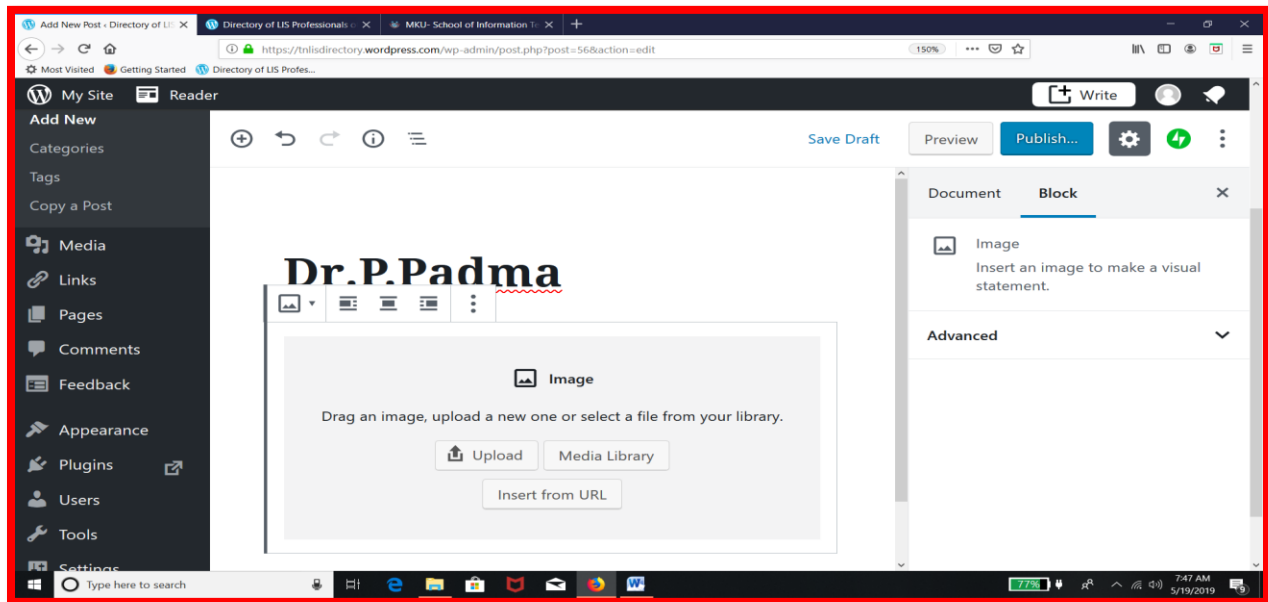 Add New Post ‹ Directory of LIS
Directory of LIS Professionals o
MKU- School of Information Te
https://tnlisdirectory.wordpress.com/wp-admin/post.php?post=56&action=edit
150%
Most Visited
Getting Started
Directory of LIS Profes...
My Site
Reader
Write
Add New
Categories
Tags
Copy a Post
Media
Links
Pages
Comments
Feedback
Appearance
Plugins
Users
Tools
Settings
Save Draft
Preview
Publish...
Dr.P.Padma
Image
Drag an image, upload a new one or select a file from your library.
Upload
Media Library
Insert from URL
Document
Block
Image
Insert an image to make a visual
statement.
Advanced
Type here to search
77%
7:47 AM
5/19/2019
9